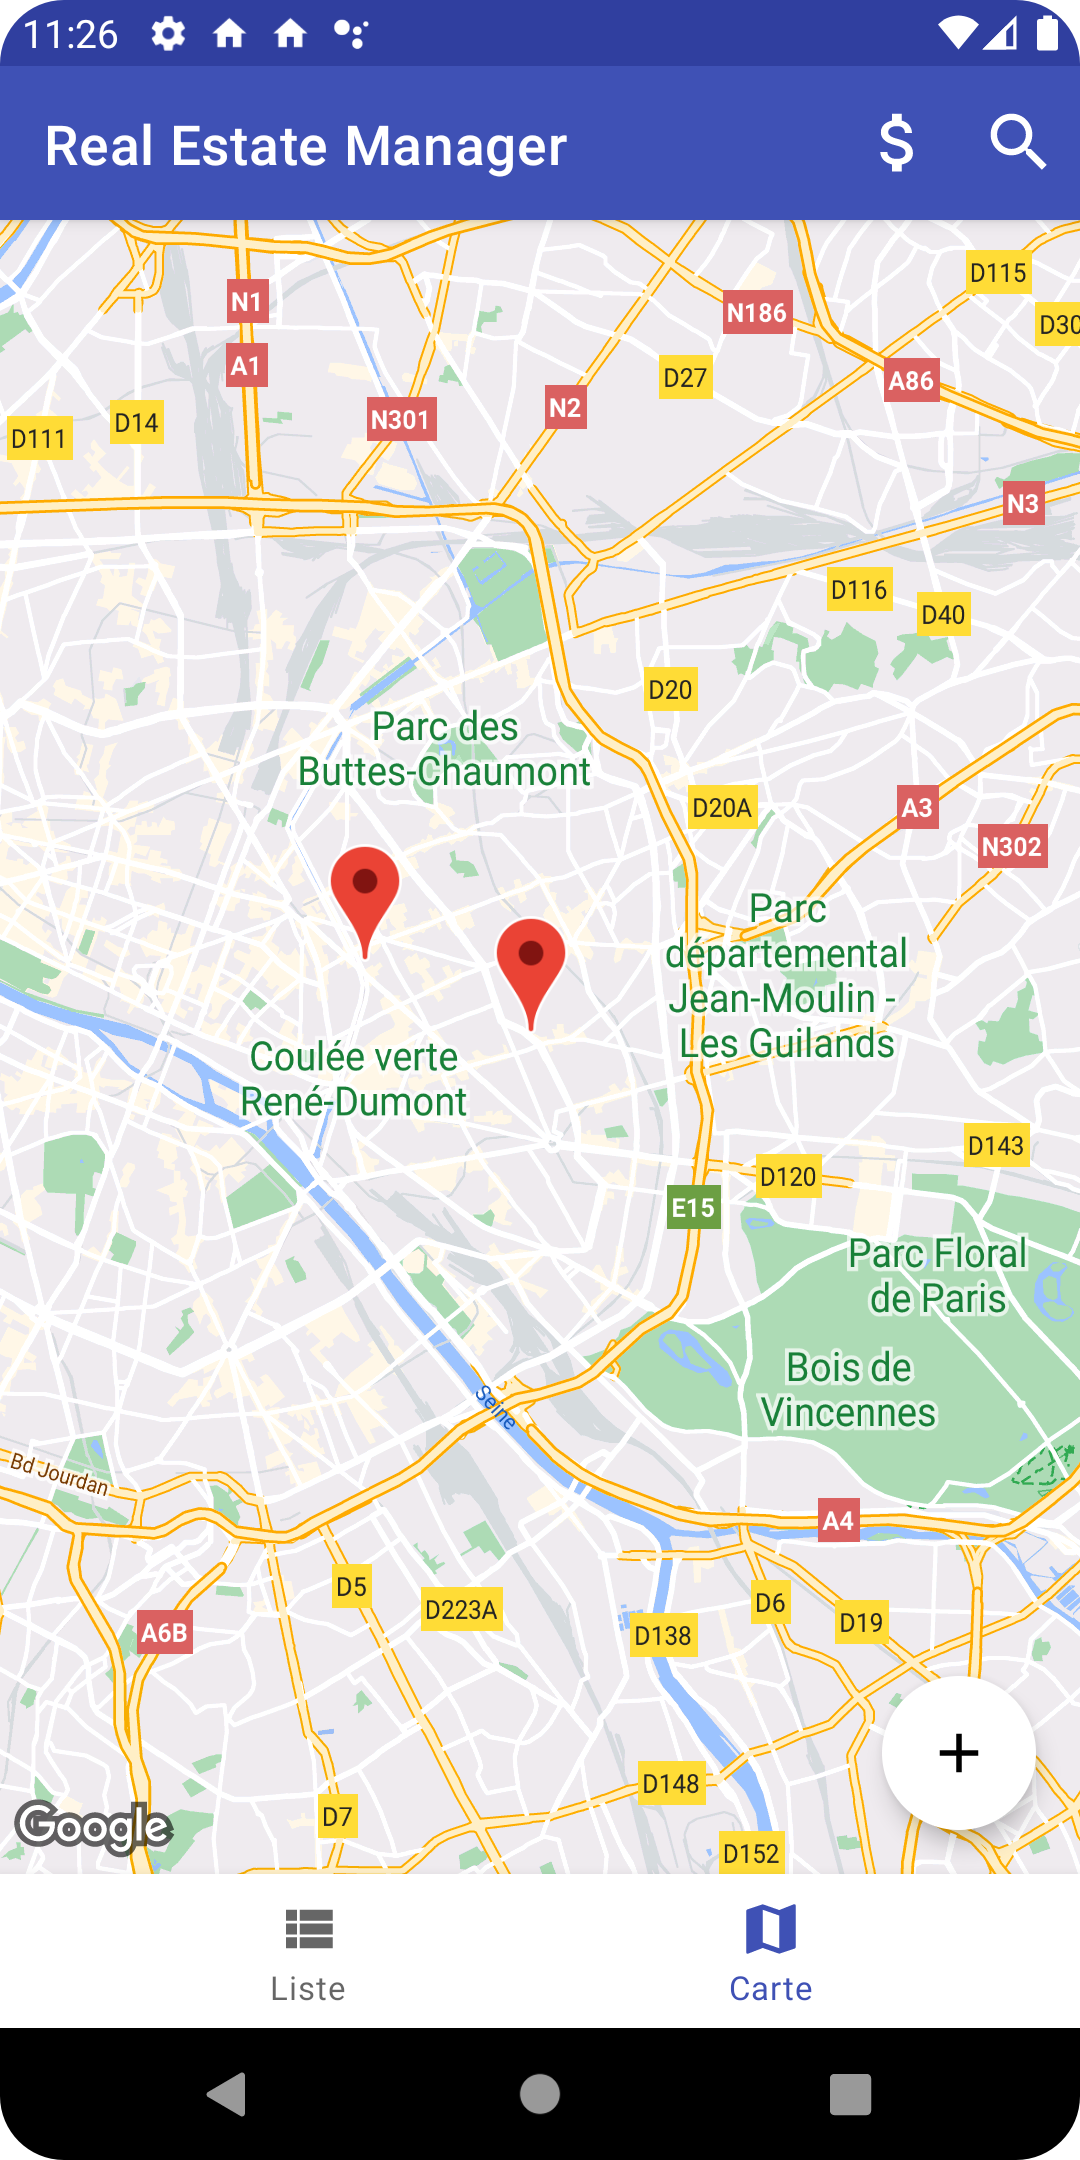 11:26
Real Estate Manager
N1
D115
N186
D30
A1
D27
A86
N301
N2
D14
D111
N3
D116
D40
D20
Parc des
Buttes-Chaumont
D20A
A3
N302
Parc
départemental
Jean-Moulin -
Les Guilands
Coulée verte
René-Dumont
D143
D120
E15
Parc Floral
de Paris
Bois de
Vincennes
Seine
Bd Jourdan
A4
D5
D223A
D6
D19
A6B
D138
D148
D7
Google
D152
Liste
Carte